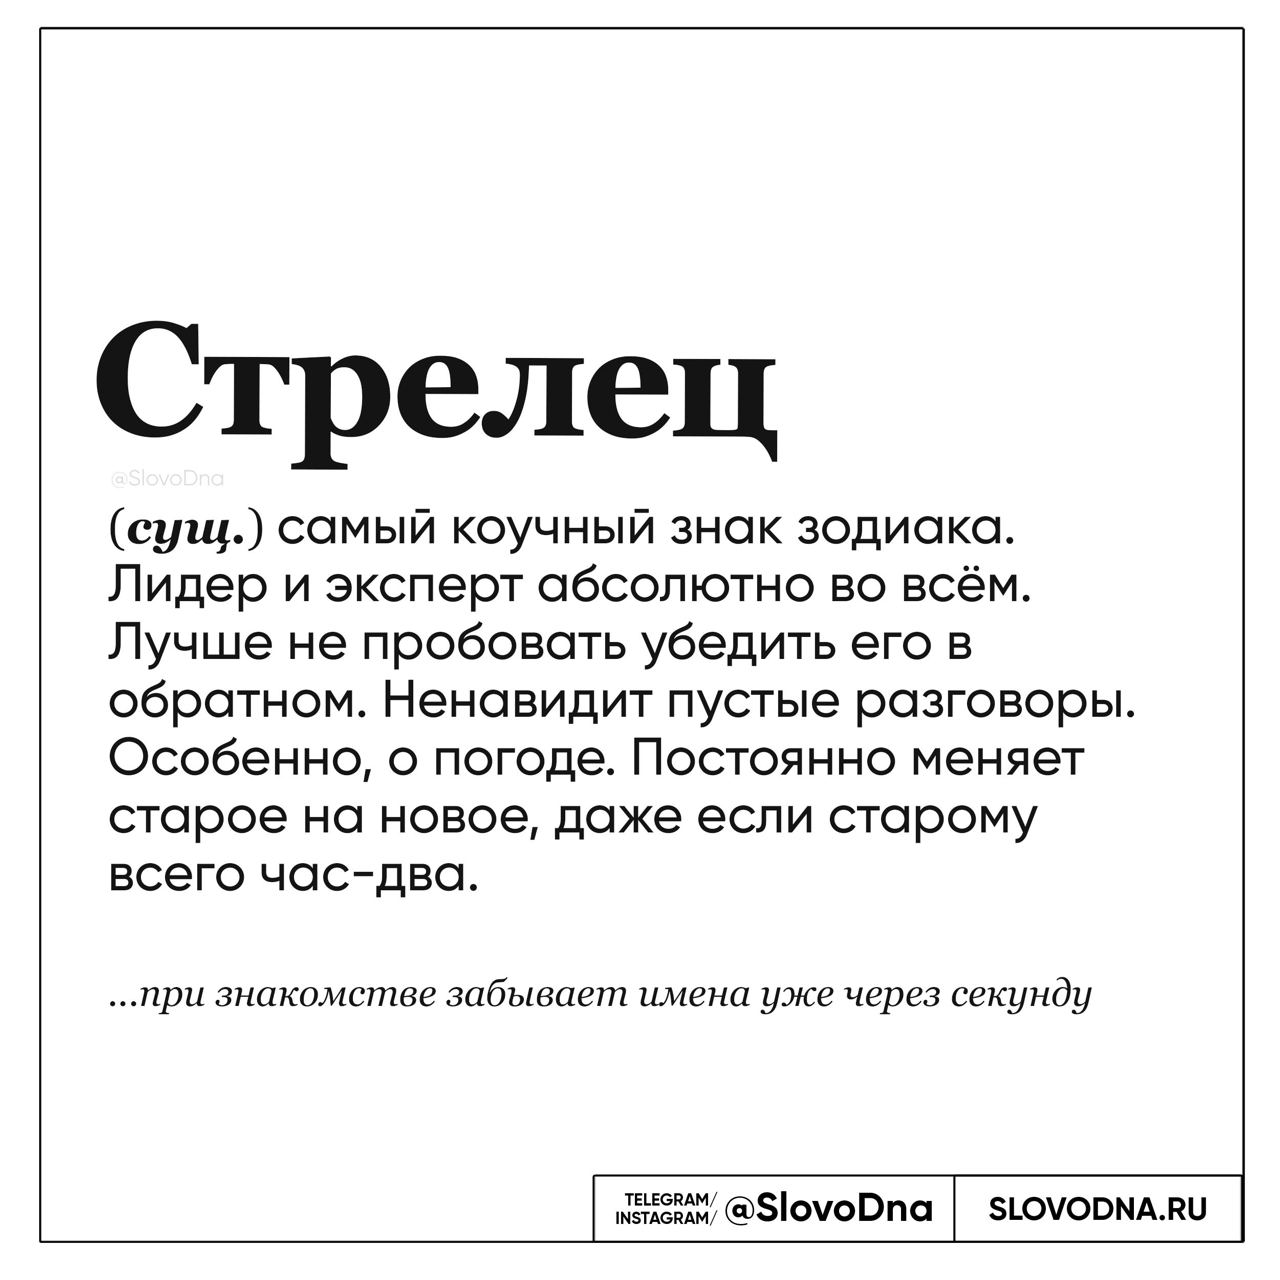 Стрелец
@SlovoDna
(сущ.) самый коучный знак зодиака.
Лидер и эксперт абсолютно во всём.
Лучше не пробовать убедить его в
обратном. Ненавидит пустые разговоры.
Особенно, о погоде. Постоянно меняет
старое на новое, даже если старому
всего час-два.
...при знакомстве забывает имена уже через секунду
TELEGRAM/
INSTAGRAM/
@SlovoDna
SLOVODNA.RU